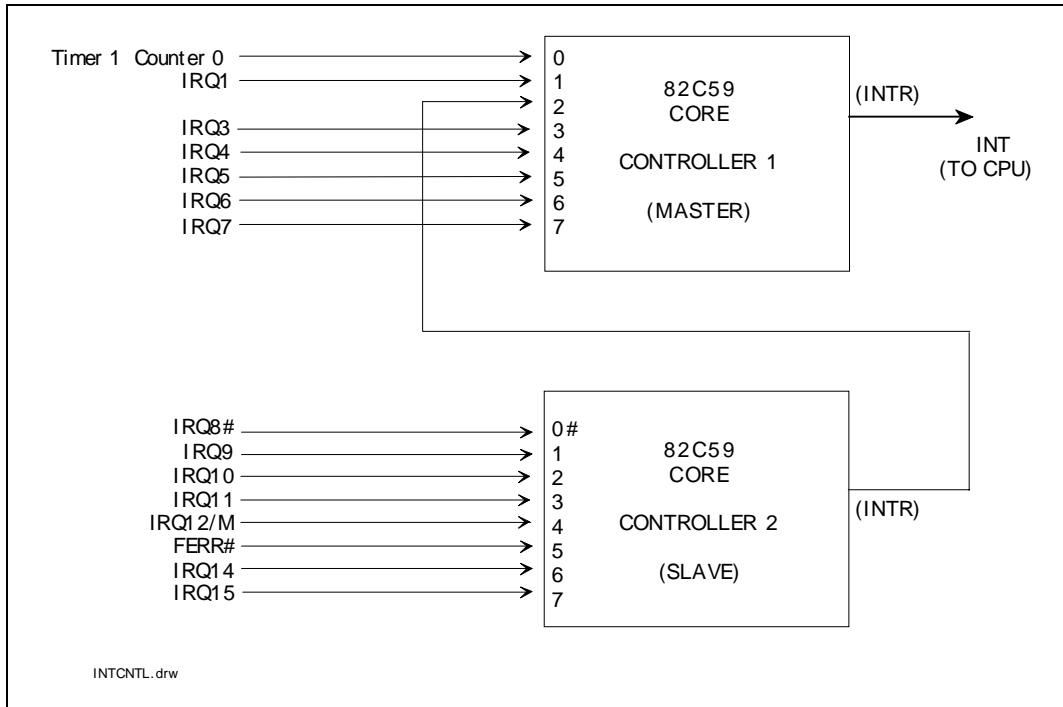 Timer 1 Counter 0
IRQ1
IRQ3
IRQ4
IRQ5
IRQ6
IRQ7
0
1
2
3
4
5
6
7
82C59
CORE
CONTROLLER 1
(MASTER)
(INTR)
INT
(TO CPU)
IRQ8#
IRQ9
IRQ10
IRQ11
IRQ12/M
FERR#
IRQ14
IRQ15
0#
1
2
3
4
5
6
7
82C59
CORE
CONTROLLER 2
(SLAVE)
(INTR)
INTCNTL.drw